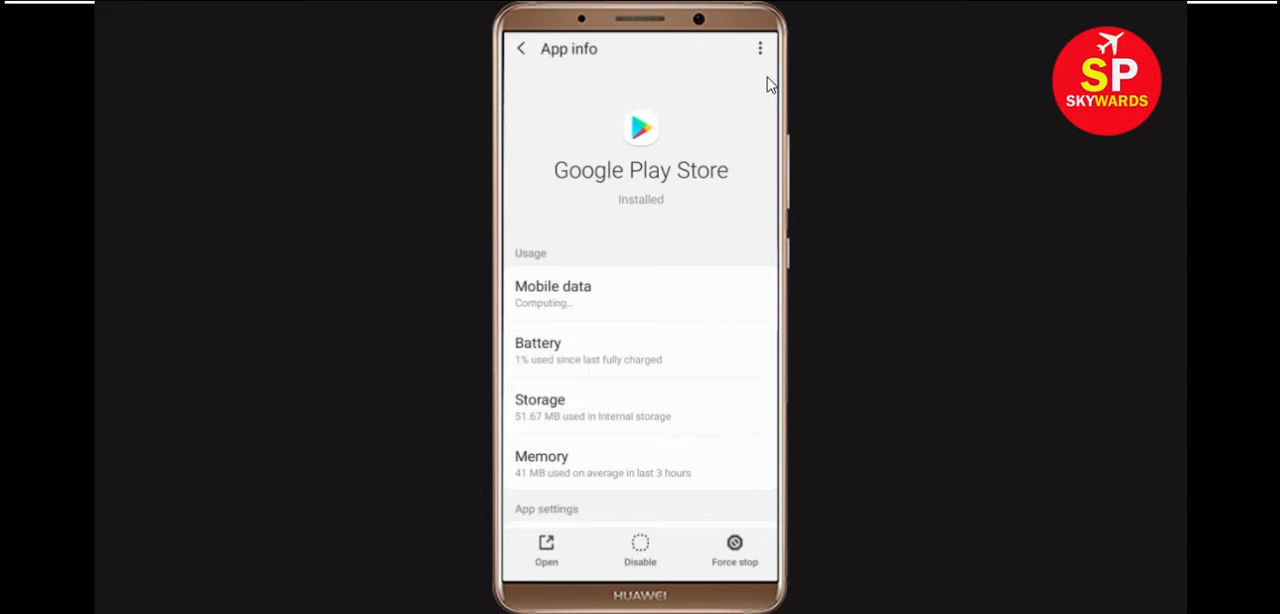 App info
SP
SKYWARDS
Google Play Store
Installed
Usage
Mobile data
Computing...
Battery
1% used since last fully charged
Storage
51.67 MB used in Internal storage
Memory
41 MB used on average in last 3 hours
App settings
Open
Disable
Force stop
HUAWEI